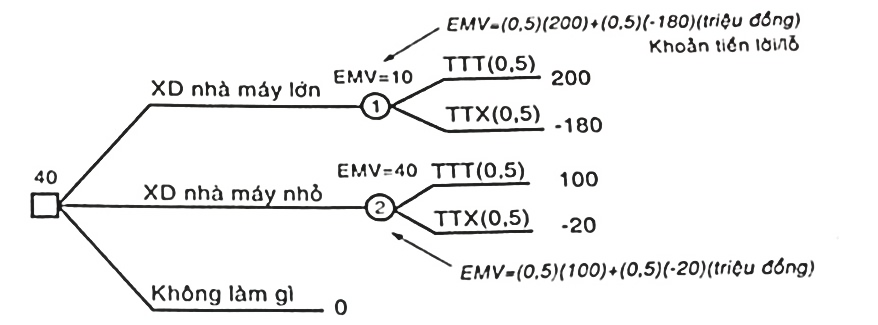 EMV=(0,5)(200)+(0,5)(-180)(triệu đồng)
Khoản tiền lời/lỗ
EMV=10
TTT(0,5) 200
XD nhà máy lớn
1
TTX(0,5) -180
40
EMV=40
TTT(0,5) 100
XD nhà máy nhỏ
2
TTX(0,5) -20
EMV=(0,5)(100)+(0,5)(-20)(triệu đồng)
Không làm gì 0